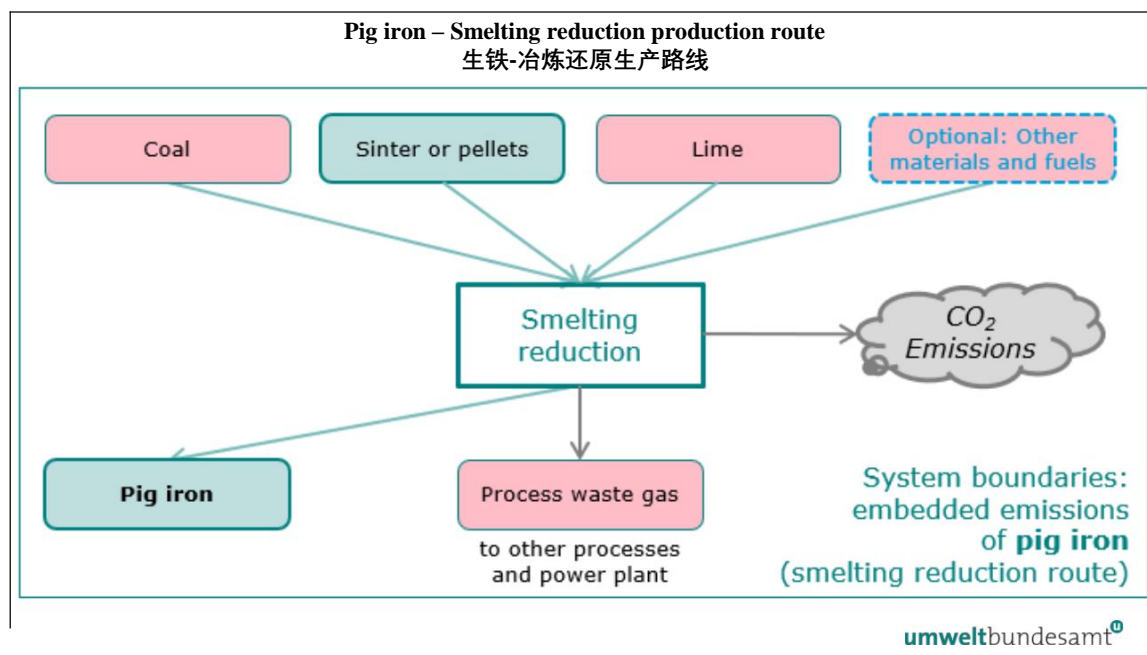 Pig iron – Smelting reduction production route
生铁-冶炼还原生产路线
Coal
Sinter or pellets
Lime
Optional: Other
materials and fuels
Smelting
reduction
CO₂
Emissions
Pig iron
Process waste gas
to other processes
and power plant
System boundaries:
embedded emissions
of pig iron
(smelting reduction route)
umweltbundesamt